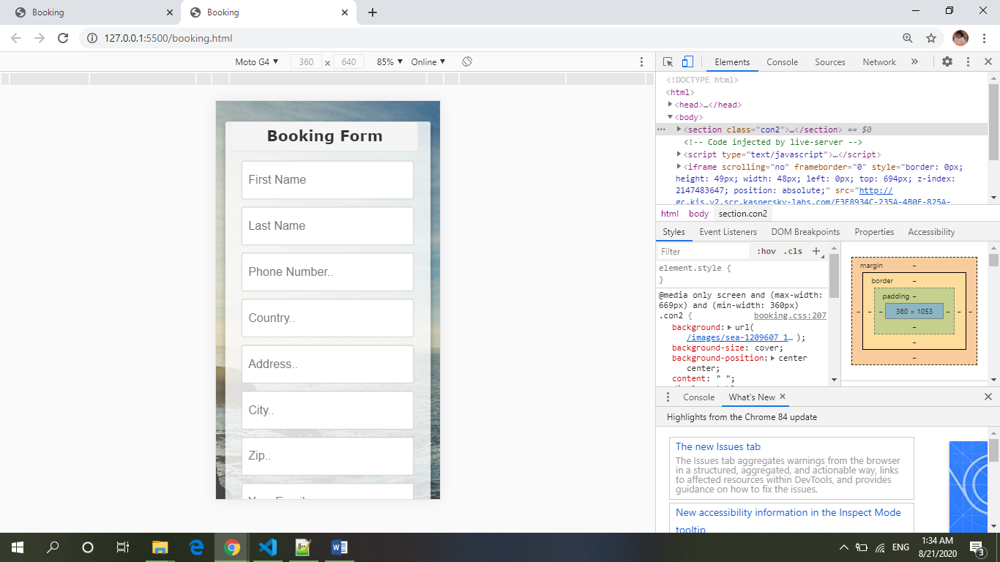 Booking
Booking
127.0.0.1:5500/booking.html
Moto G4 ▼ 360 × 640 85% ▼ Online ▼
Elements Console Sources Network »
Booking Form
First Name
Last Name
Phone Number..
Country..
Address..
City..
Zip..
<!DOCTYPE html>
<html>
<head>…</head>
<body>
<section class="con2">…</section> == $0
<!-- Code injected by live-server -->
<script type="text/javascript">…</script>
<iframe scrolling="no" frameborder="0" style="border: 0px;
height: 49px; width: 48px; left: 0px; top: 694px; z-index:
2147483647; position: absolute;" src="http://
gc.kis.v2.scr.kaspersky-labs.com/E3E8934C-235A-4B0E-825A-
html body section.con2
Styles Event Listeners DOM Breakpoints Properties Accessibility
Filter :hov .cls +
element.style {
}
@media only screen and (max-width:
669px) and (min-width: 360px)
.con2 { booking.css:207
background: url(
/images/sea-1209607_1… );
background-size: cover;
background-position: center
center;
content: " ";
margin –
border –
padding –
– – – 360 × 1053 – – –
–
–
–
Console What's New
Highlights from the Chrome 84 update
The new Issues tab
The Issues tab aggregates warnings from the browser
in a structured, aggregated, and actionable way, links
to affected resources within DevTools, and provides
guidance on how to fix the issues.
New accessibility information in the Inspect Mode
tooltip
ENG
1:34 AM
8/21/2020
3